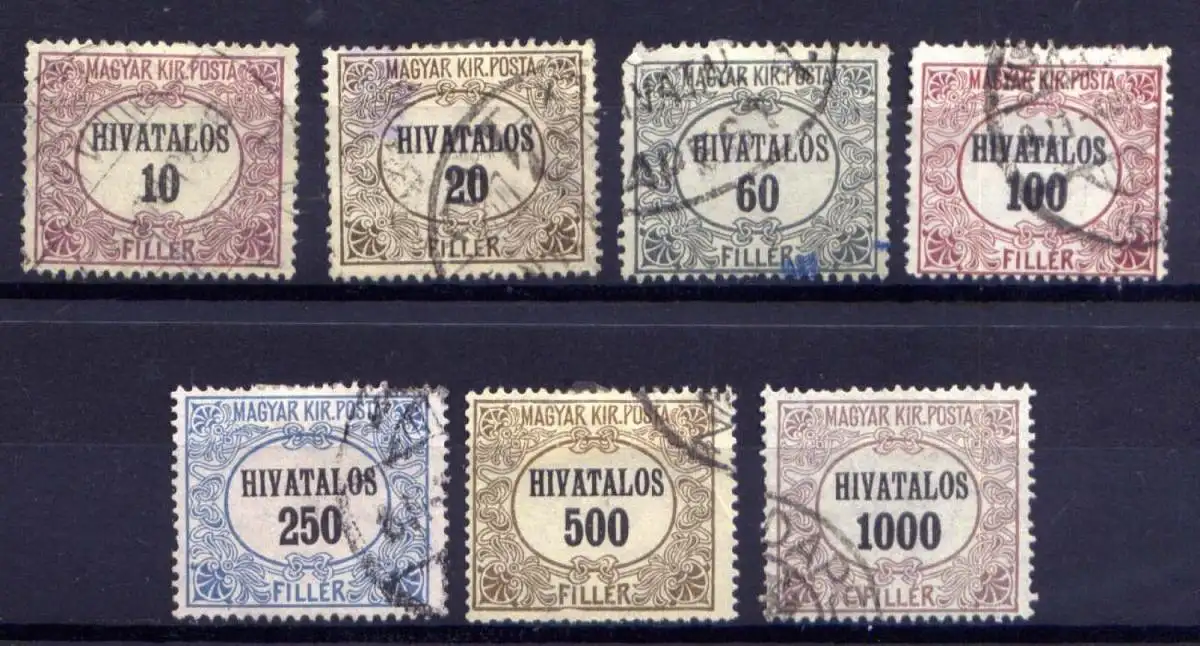 MAGYAR KIR. POSTA
HIVATALOS
10
FILLER
MAGYAR KIR. POSTA
HIVATALOS
20
FILLER
MAGYAR KIR. POSTA
HIVATALOS
60
FILLER
MAGYAR KIR. POSTA
HIVATALOS
100
FILLER
MAGYAR KIR. POSTA
HIVATALOS
250
FILLER
MAGYAR KIR. POSTA
HIVATALOS
500
FILLER
MAGYAR KIR. POSTA
HIVATALOS
1000
FILLER